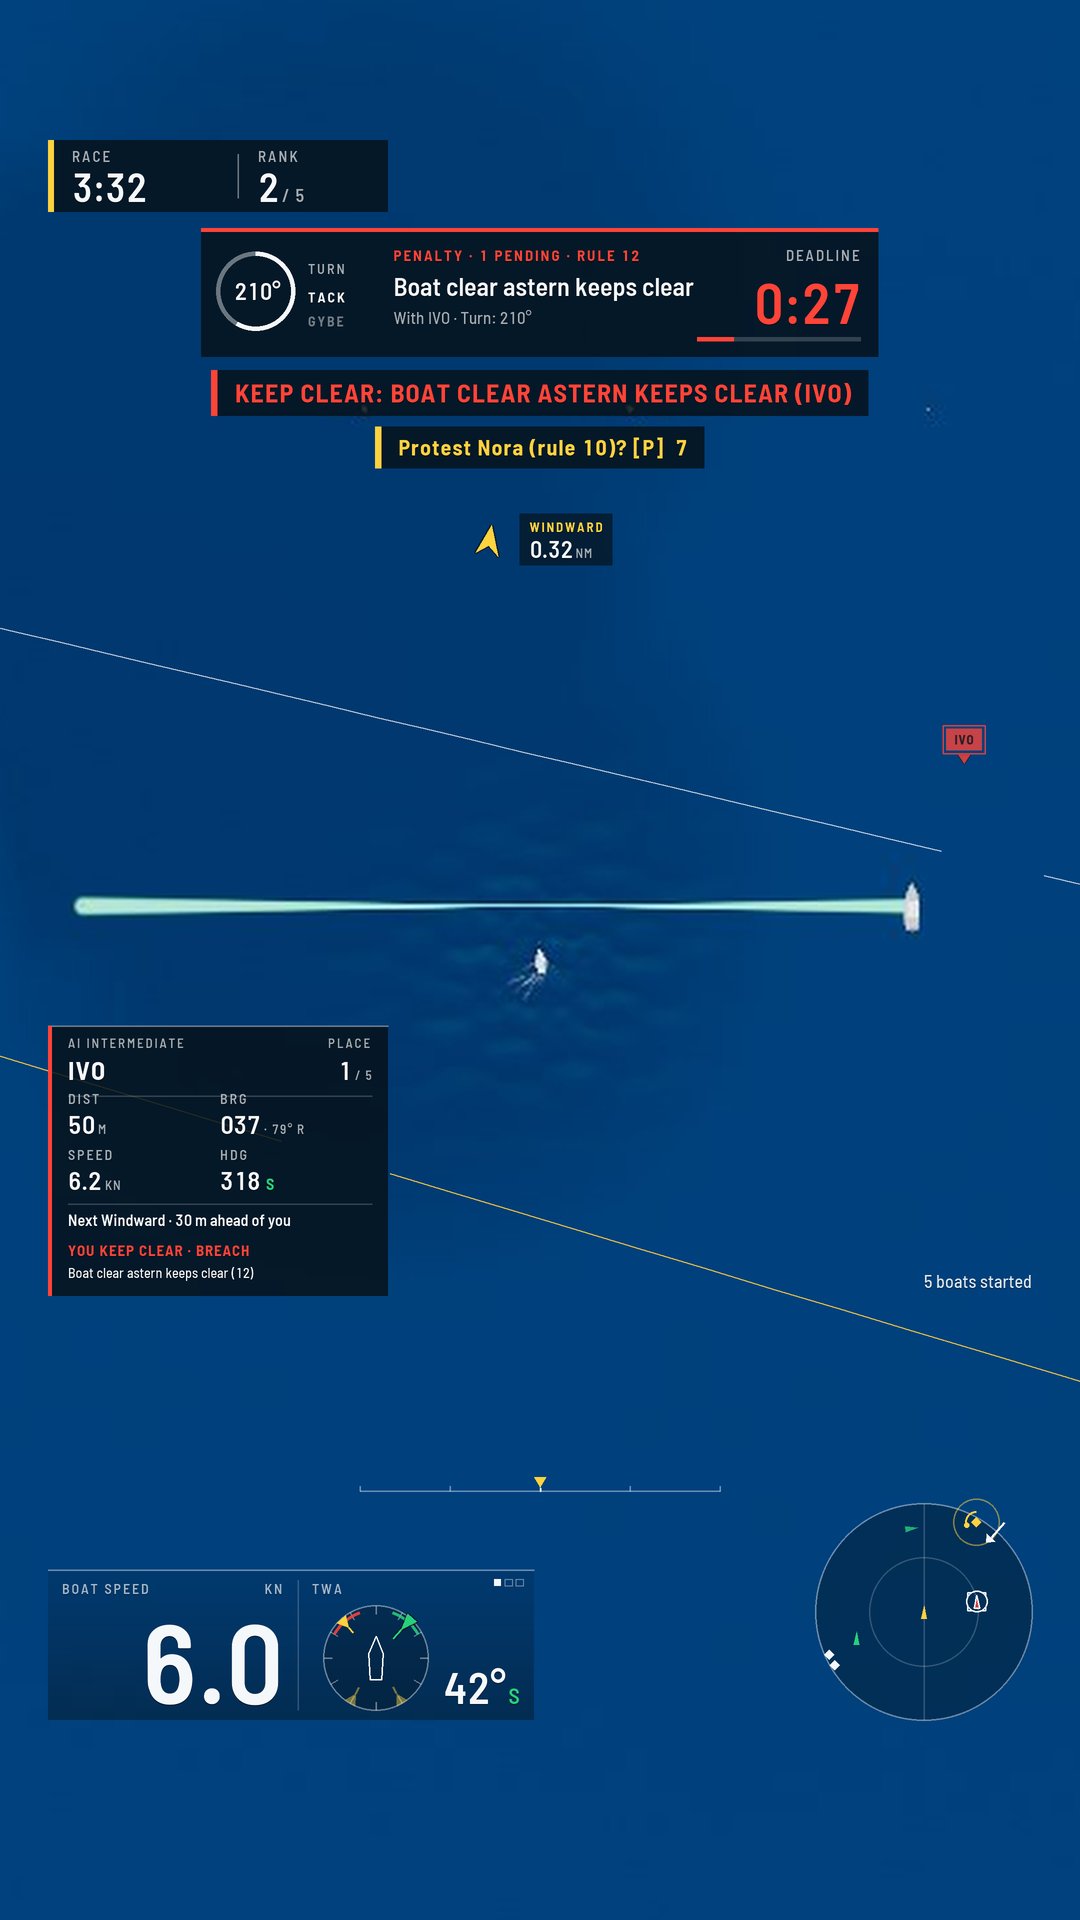 RACE
3:32
RANK
2 / 5
210°
TURN
TACK
GYBE
PENALTY · 1 PENDING · RULE 12
Boat clear astern keeps clear
With IVO · Turn: 210°
DEADLINE
0:27
KEEP CLEAR: BOAT CLEAR ASTERN KEEPS CLEAR (IVO)
Protest Nora (rule 10)? [P] 7
WINDWARD
0.32 NM
IVO
AI INTERMEDIATE
PLACE
IVO
1 / 5
DIST
BRG
50 M
037 · 79° R
SPEED
HDG
6.2 KN
318 S
Next Windward · 30 m ahead of you
YOU KEEP CLEAR · BREACH
Boat clear astern keeps clear (12)
5 boats started
BOAT SPEED
KN
6.0
TWA
42° S